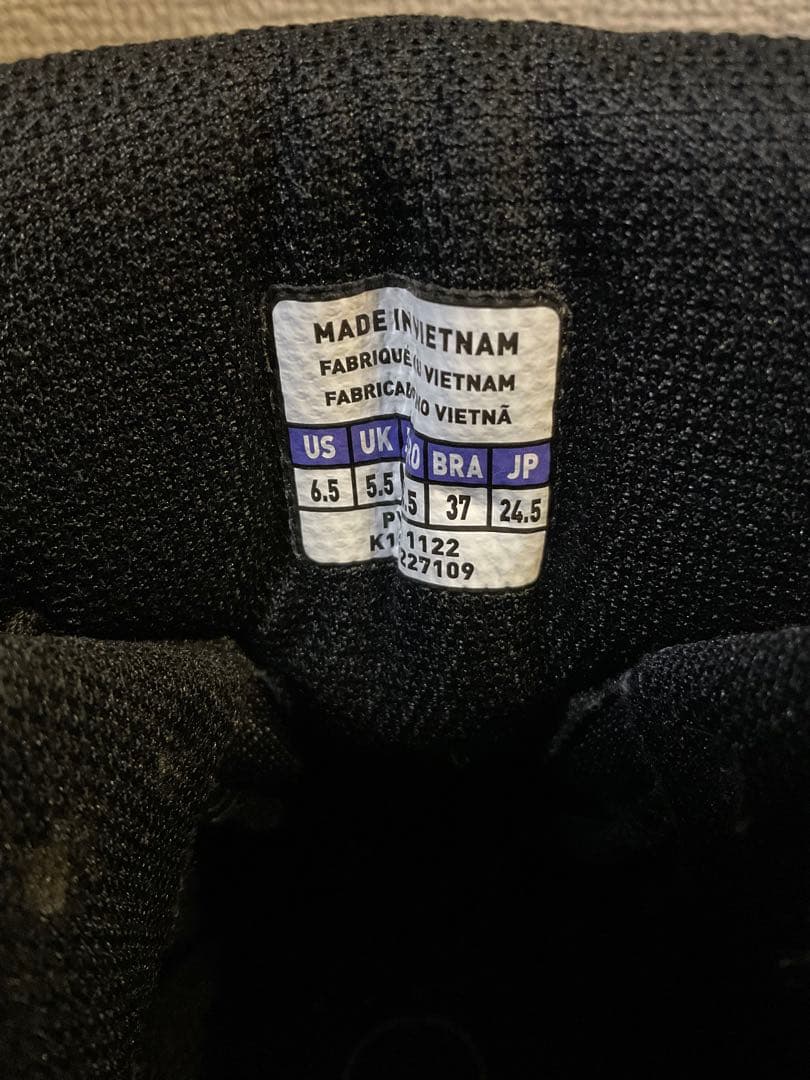 MADE IN VIETNAM
FABRIQUÉ VIETNAM
VIETNÃ
US UK BRA JP
6.5 5.5 37 24.5
1122
227109